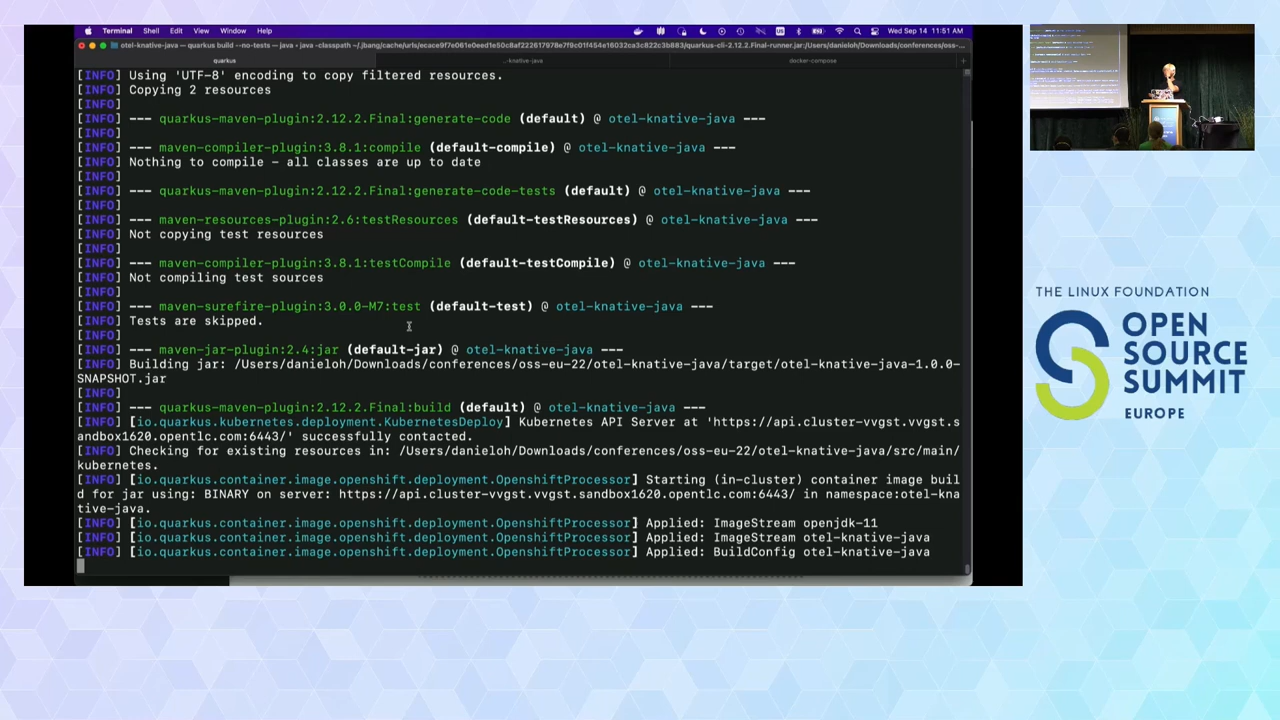 Terminal Shell Edit View Window Help
Wed Sep 14 11:51 AM
quarkus
-knative-java
docker-compose
[INFO] Using 'UTF-8' encoding to copy filtered resources.
[INFO] Copying 2 resources
[INFO]
[INFO] --- quarkus-maven-plugin:2.12.2.Final:generate-code (default) @ otel-knative-java ---
[INFO]
[INFO] --- maven-compiler-plugin:3.8.1:compile (default-compile) @ otel-knative-java ---
[INFO] Nothing to compile - all classes are up to date
[INFO]
[INFO] --- quarkus-maven-plugin:2.12.2.Final:generate-code-tests (default) @ otel-knative-java ---
[INFO]
[INFO] --- maven-resources-plugin:2.6:testResources (default-testResources) @ otel-knative-java ---
[INFO] Not copying test resources
[INFO]
[INFO] --- maven-compiler-plugin:3.8.1:testCompile (default-testCompile) @ otel-knative-java ---
[INFO] Not compiling test sources
[INFO]
[INFO] --- maven-surefire-plugin:3.0.0-M7:test (default-test) @ otel-knative-java ---
[INFO] Tests are skipped.
[INFO]
[INFO] --- maven-jar-plugin:2.4:jar (default-jar) @ otel-knative-java ---
[INFO] Building jar: /Users/danieloh/Downloads/conferences/oss-eu-22/otel-knative-java/target/otel-knative-java-1.0.0-
SNAPSHOT.jar
[INFO]
[INFO] --- quarkus-maven-plugin:2.12.2.Final:build (default) @ otel-knative-java ---
[INFO] [io.quarkus.kubernetes.deployment.KubernetesDeploy] Kubernetes API Server at 'https://api.cluster-vvgst.vvgst.s
andbox1620.opentlc.com:6443/' successfully contacted.
[INFO] Checking for existing resources in: /Users/danieloh/Downloads/conferences/oss-eu-22/otel-knative-java/src/main/
kubernetes.
[INFO] [io.quarkus.container.image.openshift.deployment.OpenshiftProcessor] Starting (in-cluster) container image buil
d for jar using: BINARY on server: https://api.cluster-vvgst.vvgst.sandbox1620.opentlc.com:6443/ in namespace:otel-kna
tive-java.
[INFO] [io.quarkus.container.image.openshift.deployment.OpenshiftProcessor] Applied: ImageStream openjdk-11
[INFO] [io.quarkus.container.image.openshift.deployment.OpenshiftProcessor] Applied: ImageStream otel-knative-java
[INFO] [io.quarkus.container.image.openshift.deployment.OpenshiftProcessor] Applied: BuildConfig otel-knative-java
THE LINUX FOUNDATION
OPEN
SOURCE
SUMMIT
EUROPE